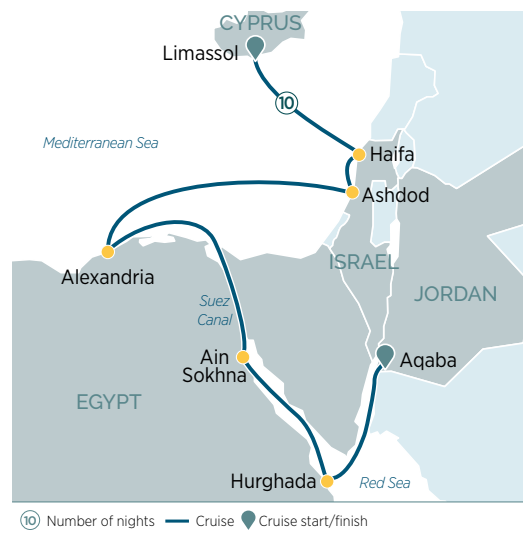 CYPRUS
Limassol
10
Mediterranean Sea
Haifa
Ashdod
ISRAEL
Alexandria
JORDAN
Suez
Canal
Ain
Sokhna
Aqaba
EGYPT
Hurghada
Red Sea
10 Number of nights Cruise Cruise start/finish